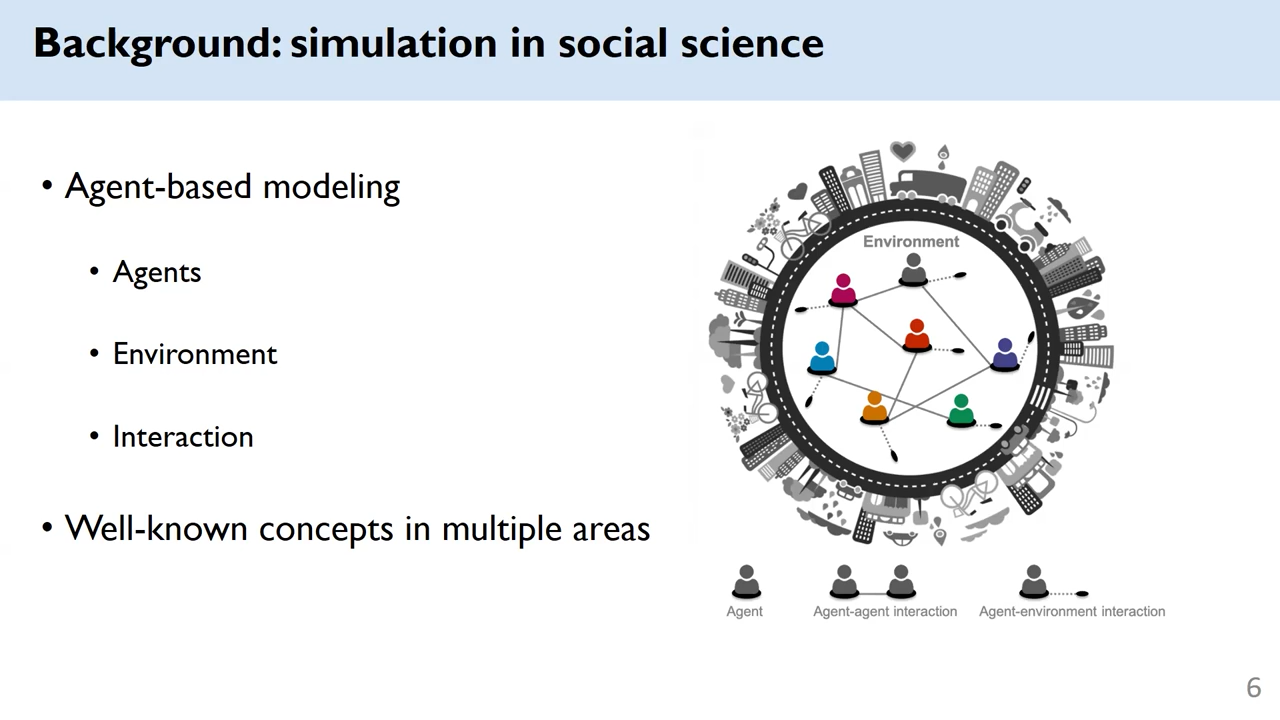 Background: simulation in social science
• Agent-based modeling
• Agents
• Environment
• Interaction
• Well-known concepts in multiple areas
Environment
Agent
Agent-agent interaction
Agent-environment interaction
6